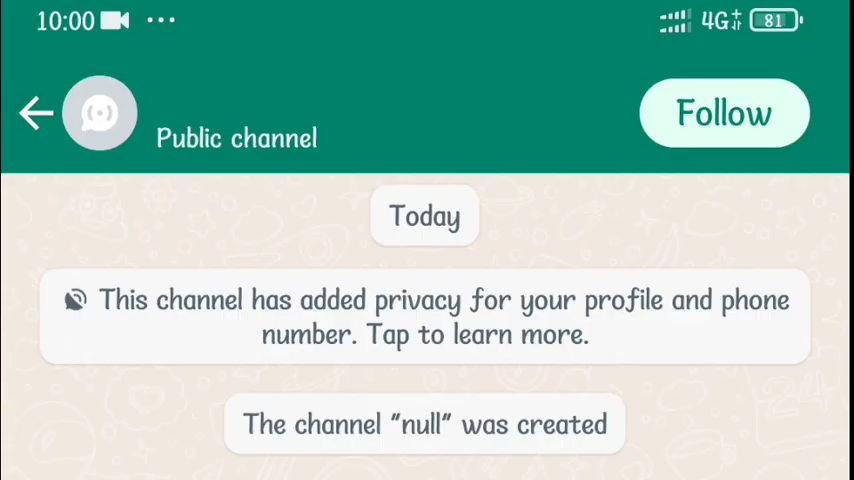 10:00 ... 4G+ 81
Follow
Public channel
Today
This channel has added privacy for your profile and phone
number. Tap to learn more.
The channel "null" was created